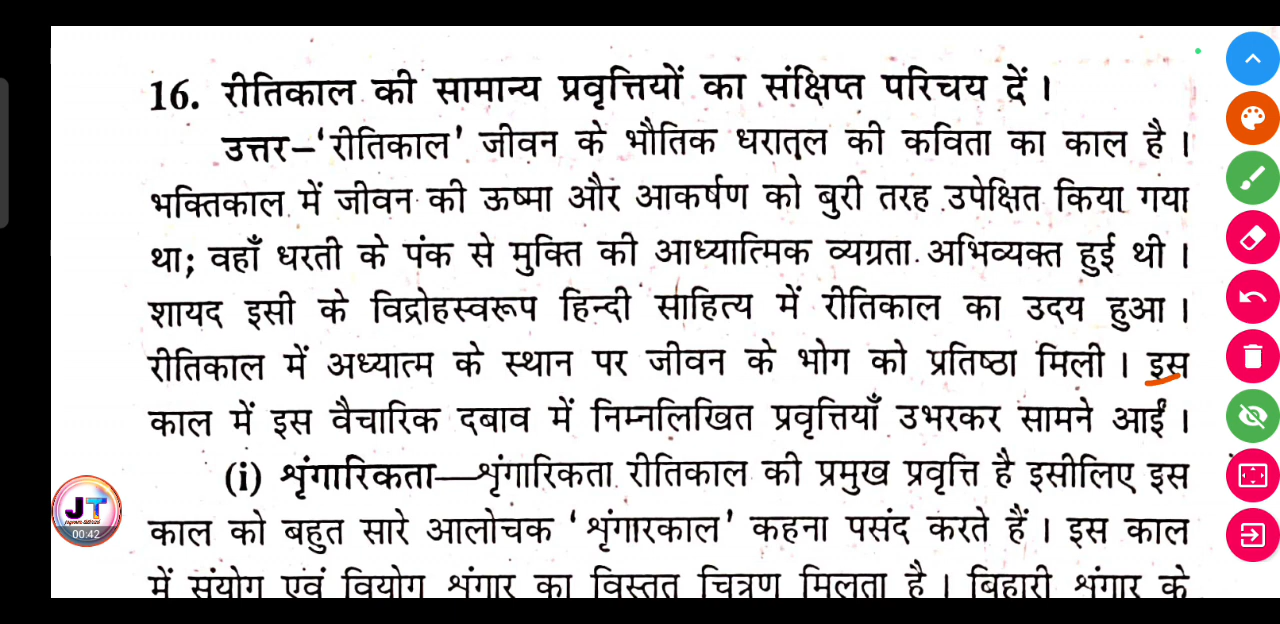 16. रीतिकाल की सामान्य प्रवृत्तियों का संक्षिप्त परिचय दें ।
उत्तर–'रीतिकाल' जीवन के भौतिक धरातल की कविता का काल है ।
भक्तिकाल में जीवन की ऊष्मा और आकर्षण को बुरी तरह उपेक्षित किया गया
था; वहाँ धरती के पंक से मुक्ति की आध्यात्मिक व्यग्रता अभिव्यक्त हुई थी ।
शायद इसी के विद्रोहस्वरूप हिन्दी साहित्य में रीतिकाल का उदय हुआ ।
रीतिकाल में अध्यात्म के स्थान पर जीवन के भोग को प्रतिष्ठा मिली । इस
काल में इस वैचारिक दबाव में निम्नलिखित प्रवृत्तियाँ उभरकर सामने आईं ।
(i) शृंगारिकता—शृंगारिकता रीतिकाल की प्रमुख प्रवृत्ति है इसीलिए इस
काल को बहुत सारे आलोचक 'शृंगारकाल' कहना पसंद करते हैं । इस काल
में संयोग एवं वियोग शृंगार का विस्तृत चित्रण मिलता है । बिहारी शृंगार के
JT
00:42